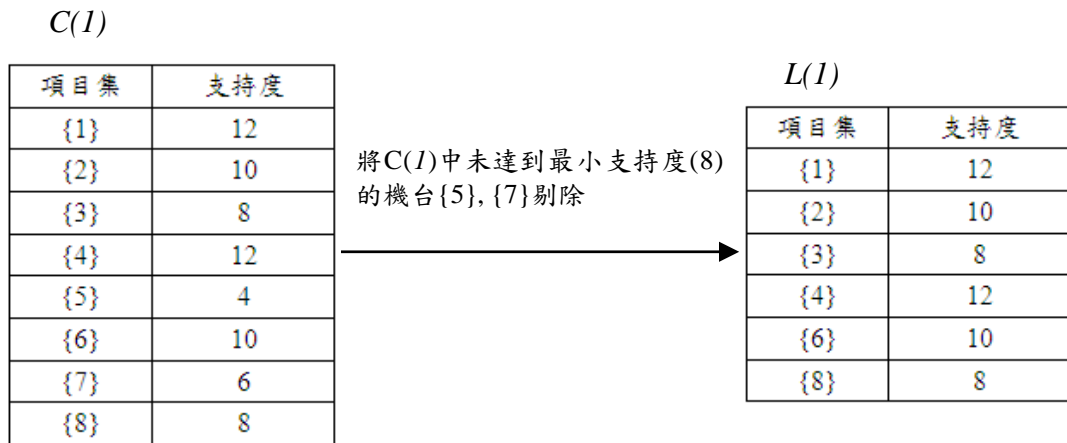 C(1)
項目集 支持度
{1} 12
{2} 10
{3} 8
{4} 12
{5} 4
{6} 10
{7} 6
{8} 8
將C(1)中未達到最小支持度(8)
的機台{5}, {7}剔除
L(1)
項目集 支持度
{1} 12
{2} 10
{3} 8
{4} 12
{6} 10
{8} 8